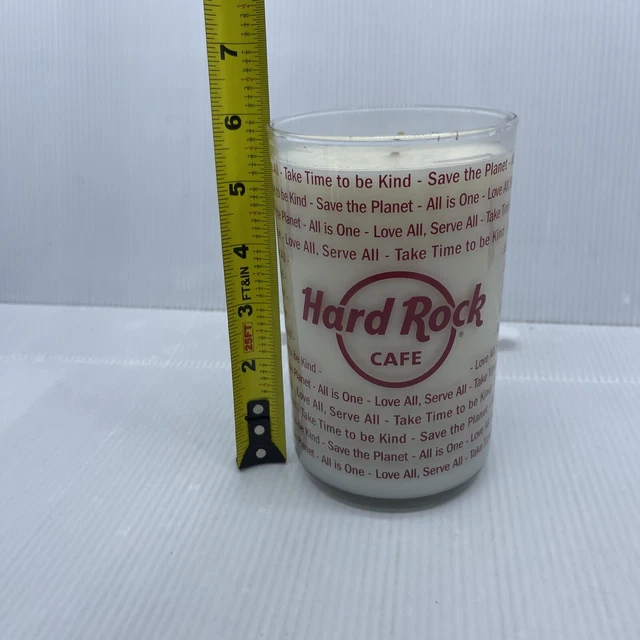 7
6
5
4
FT&IN
3
25FT
2
- Take Time to be Kind - Save the Planet -
be Kind - Save the Planet - All is One - Love All,
Planet - All is One - Love All, Serve All - Take
Love All, Serve All - Take Time to be Kind
Hard Rock
®
CAFE
be Kind -
- Love All
Planet - All is One - Love All, Serve All - Take
Love All, Serve All - Take Time to be Kind
Take Time to be Kind - Save the Planet
Kind - Save the Planet - All is One - Love
- All is One - Love All, Serve All - Take